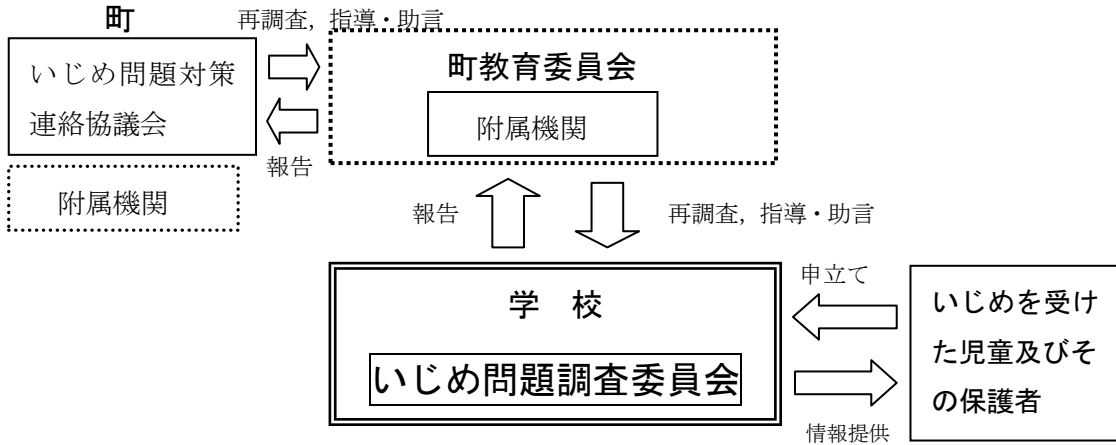 町
再調査，指導・助言
いじめ問題対策
連絡協議会
報告
附属機関
町教育委員会
附属機関
報告
再調査，指導・助言
学　校
いじめ問題調査委員会
申立て
情報提供
いじめを受け
た児童及びそ
の保護者